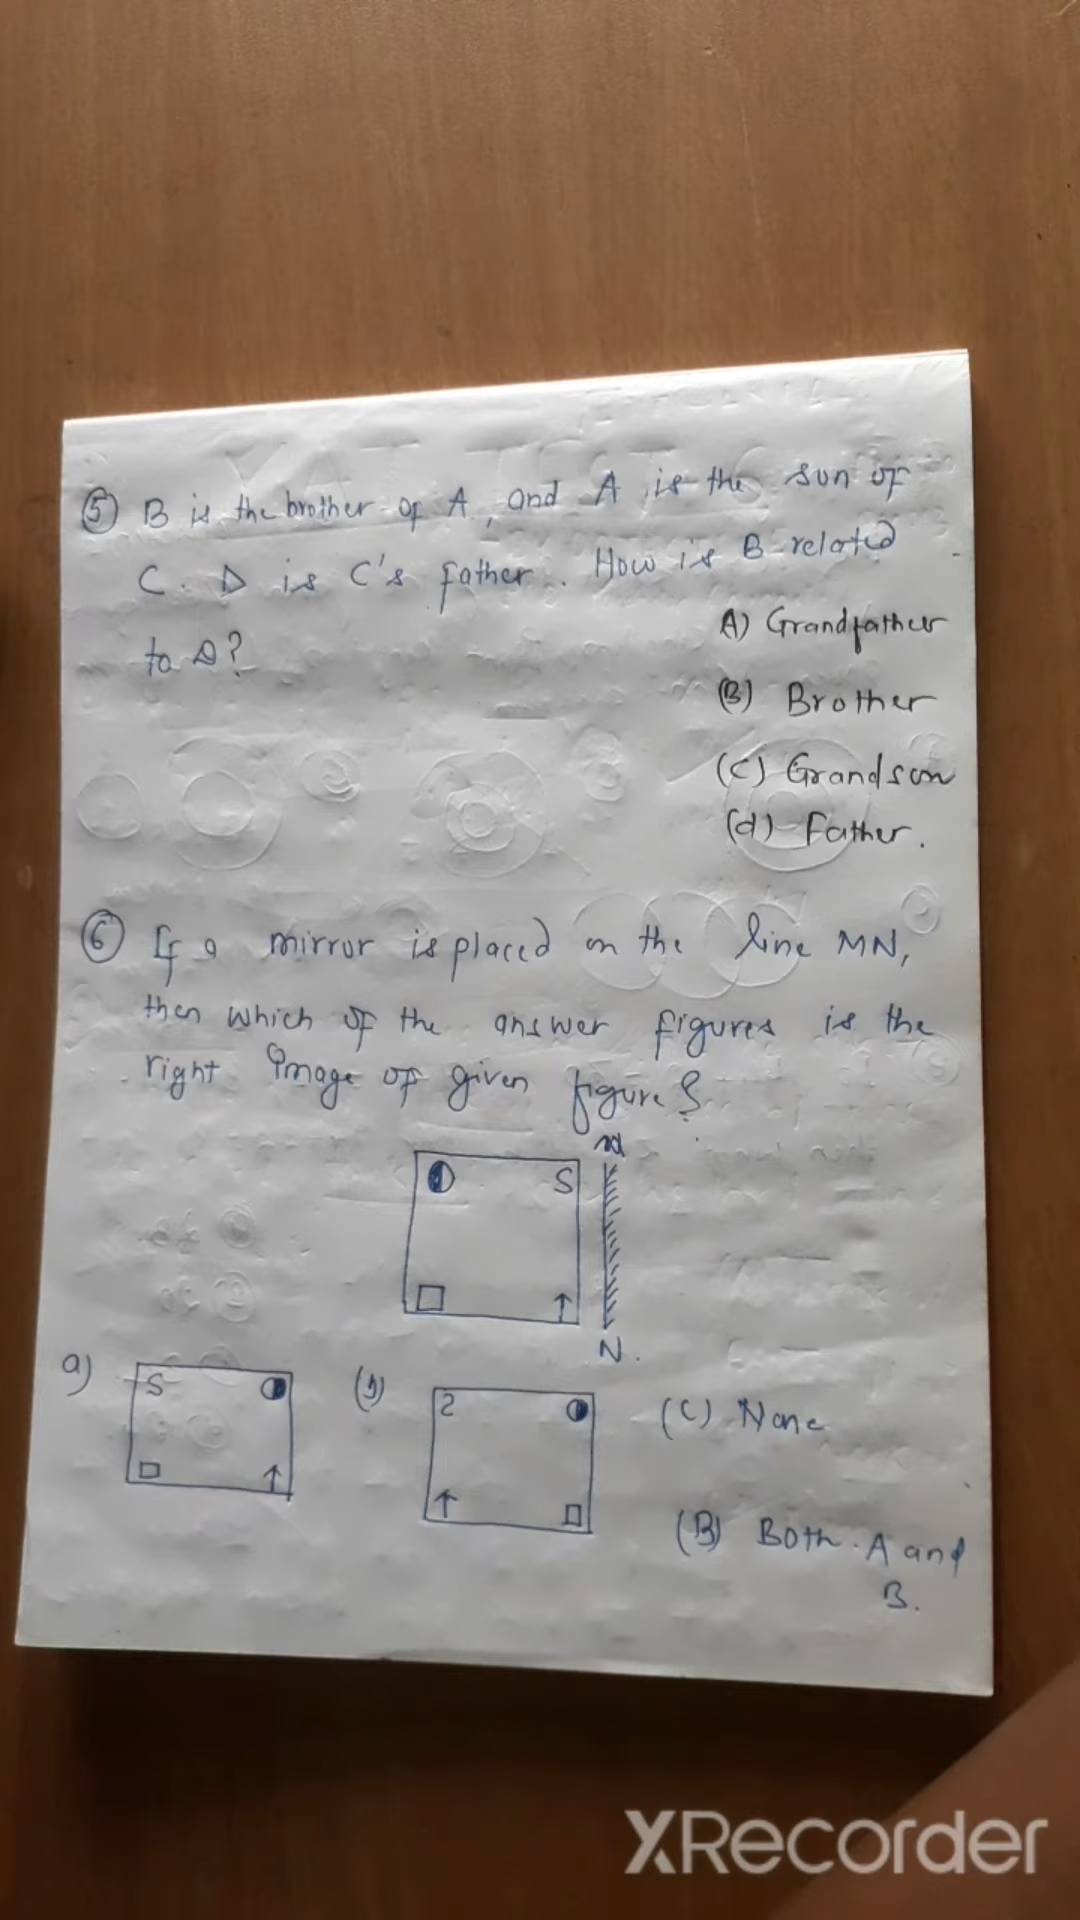 ⑤ B is the brother of A, and A is the son of
C. D is C's father. How is B related
to D?
A) Grandfather
(B) Brother
(C) Grandson
(d) Father.
⑥ If a mirror is placed on the line MN,
then which of the answer figures is the
right image of given figure?
M
S
N.
a)
S
2
(C) None
(B) Both A and
B.
XRecorder